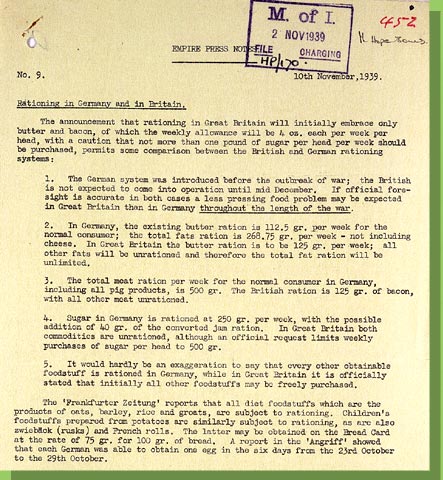 M. of I.
2 NOV1939
FILE CHARGING
HP/170
452
EMPIRE PRESS NOTES
No. 9.
10th November,1939.
Rationing in Germany and in Britain.
The announcement that rationing in Great Britain will initially embrace only
butter and bacon, of which the weekly allowance will be 4 oz. each per week per
head, with a caution that not more than one pound of sugar per head per week should
be purchased, permits some comparison between the British and German rationing
systems:
1. The German system was introduced before the outbreak of war; the British
is not expected to come into operation until mid December. If official fore-
sight is accurate in both cases a less pressing food problem may be expected
in Great Britain than in Germany throughout the length of the war.
2. In Germany, the existing butter ration is 112.5 gr. per week for the
normal consumer; the total fats ration is 268.75 gr. per week - not including
cheese. In Great Britain the butter ration is to be 125 gr. per week; all
other fats will be unrationed and therefore the total fat ration will be
unlimited.
3. The total meat ration per week for the normal consumer in Germany,
including all pig products, is 500 gr. The British ration is 125 gr. of bacon,
with all other meat unrationed.
4. Sugar in Germany is rationed at 250 gr. per week, with the possible
addition of 40 gr. of the converted jam ration. In Great Britain both
commodities are unrationed, although an official request limits weekly
purchases of sugar per head to 500 gr.
5. It would hardly be an exaggeration to say that every other obtainable
foodstuff is rationed in Germany, while in Great Britain it is officially
stated that initially all other foodstuffs may be freely purchased.
The 'Frankfurter Zeitung' reports that all diet foodstuffs which are the
products of oats, barley, rice and groats, are subject to rationing. Children's
foodstuffs prepared from potatoes are similarly subject to rationing, as are also
zwieback (rusks) and French rolls. The latter may be obtained on the Bread Card
at the rate of 75 gr. for 100 gr. of bread. A report in the 'Angriff' showed
that each German was able to obtain one egg in the six days from the 23rd October
to the 29th October.